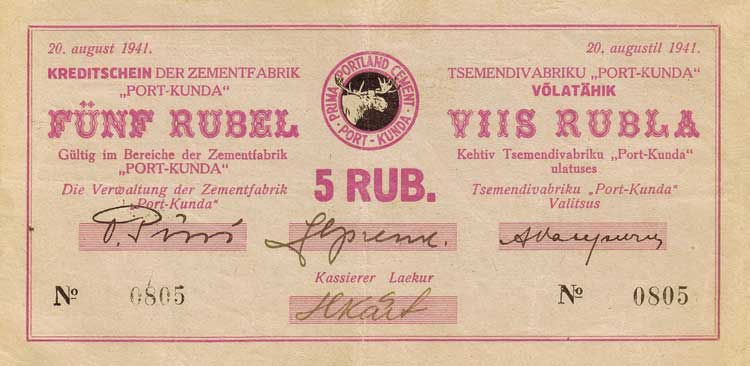 20. august 1941.
KREDITSCHEIN DER ZEMENTFABRIK
„PORT-KUNDA“
FÜNF RUBEL
Gültig im Bereiche der Zementfabrik
„PORT-KUNDA“
Die Verwaltung der Zementfabrik
„Port-Kunda“
PRIMA PORTLAND CEMENT
· PORT - KUNDA ·
5 RUB.
20. augustil 1941.
TSEMENDIVABRIKU „PORT-KUNDA“
VÕLATÄHIK
VIIS RUBLA
Kehtiv Tsemendivabriku „Port-Kunda“
ulatuses
Tsemendivabriku „Port-Kunda“
Valitsus
Kassierer Laekur
№ 0805
№ 0805